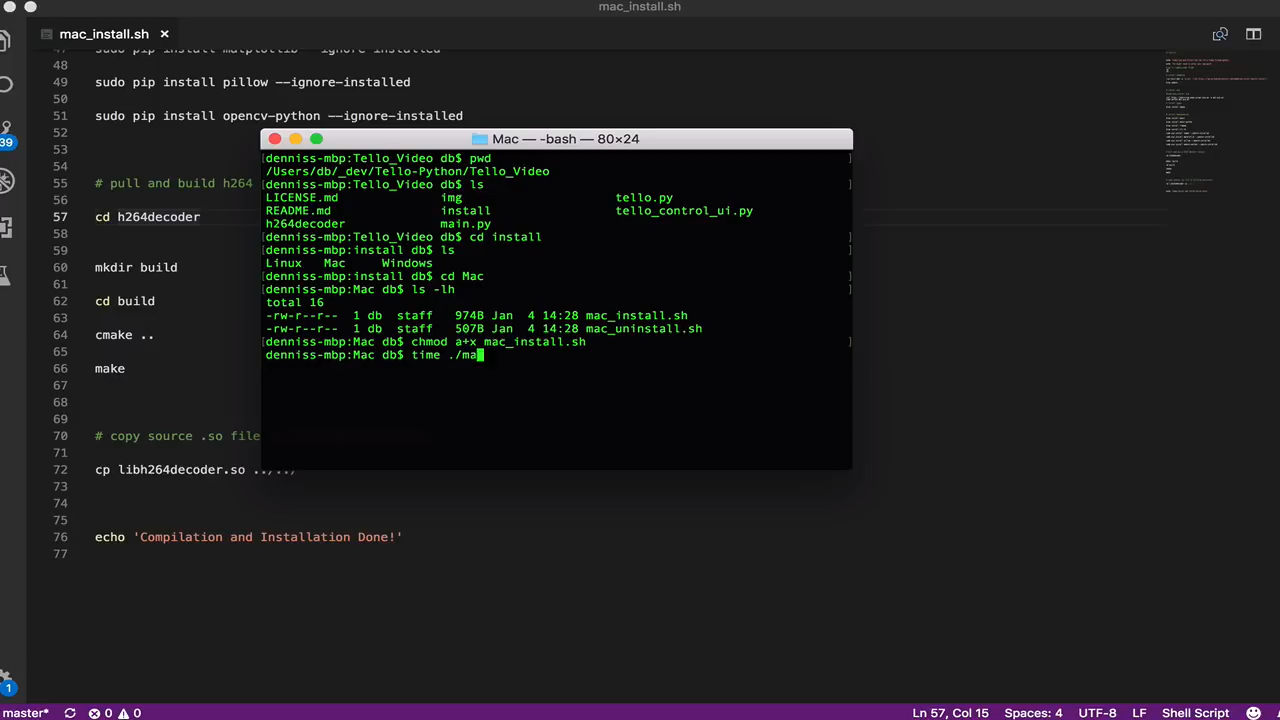 mac_install.sh
mac_install.sh ×
47 sudo pip install matplotlib --ignore-installed
48
49 sudo pip install pillow --ignore-installed
50
51 sudo pip install opencv-python --ignore-installed
52
53
54
55 # pull and build h264
56
57 cd h264decoder
58
59
60 mkdir build
61
62 cd build
63
64 cmake ..
65
66 make
67
68
69
70 # copy source .so file
71
72 cp libh264decoder.so ../../
73
74
75
76 echo 'Compilation and Installation Done!'
77
Mac — -bash — 80×24
[denniss-mbp:Tello_Video db$ pwd ]
/Users/db/_dev/Tello-Python/Tello_Video
[denniss-mbp:Tello_Video db$ ls ]
LICENSE.md img tello.py
README.md install tello_control_ui.py
h264decoder main.py
[denniss-mbp:Tello_Video db$ cd install ]
[denniss-mbp:install db$ ls ]
Linux Mac Windows
[denniss-mbp:install db$ cd Mac ]
[denniss-mbp:Mac db$ ls -lh ]
total 16
-rw-r--r-- 1 db staff 974B Jan 4 14:28 mac_install.sh
-rw-r--r-- 1 db staff 507B Jan 4 14:28 mac_uninstall.sh
[denniss-mbp:Mac db$ chmod a+x mac_install.sh ]
denniss-mbp:Mac db$ time ./ma
39
1
master* 0 0 Ln 57, Col 15 Spaces: 4 UTF-8 LF Shell Script